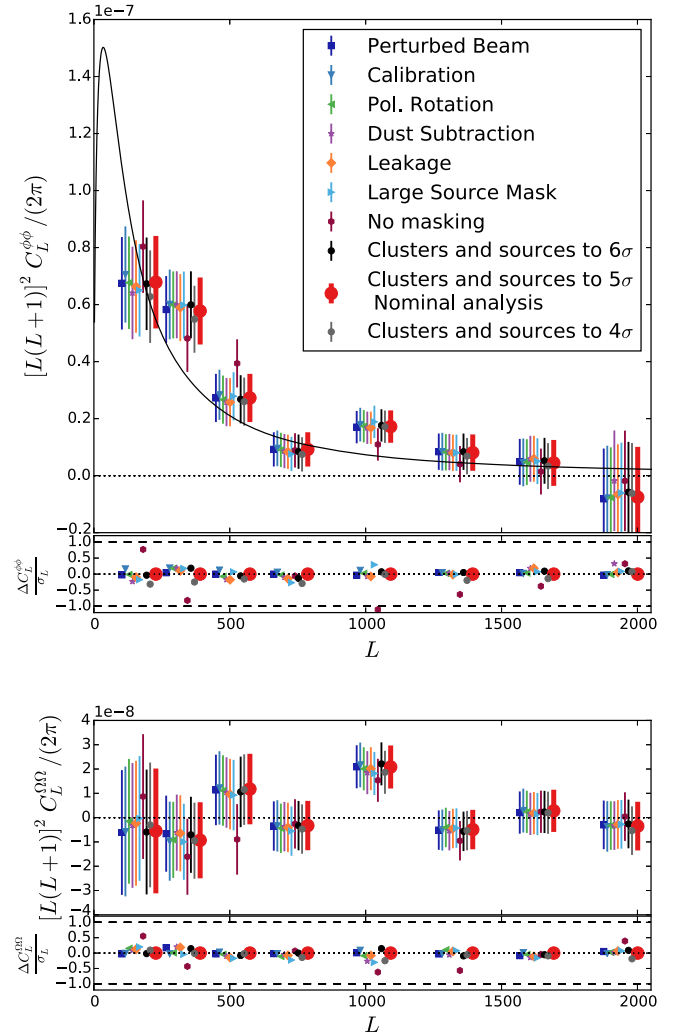 1e−7
1.6
1.4
1.2
1.0
0.8
0.6
0.4
0.2
0.0
−0.2
[L(L+1)]² C_L^{ϕϕ}/(2π)
Perturbed Beam
Calibration
Pol. Rotation
Dust Subtraction
Leakage
Large Source Mask
No masking
Clusters and sources to 6σ
Clusters and sources to 5σ
Nominal analysis
Clusters and sources to 4σ
1.0
0.5
0.0
−0.5
−1.0
ΔC_L^{ϕϕ}/σ_L
0 500 1000 1500 2000
L
1e−8
4
3
2
1
0
−1
−2
−3
−4
[L(L+1)]² C_L^{ΩΩ}/(2π)
1.0
0.5
0.0
−0.5
−1.0
ΔC_L^{ΩΩ}/σ_L
0 500 1000 1500 2000
L